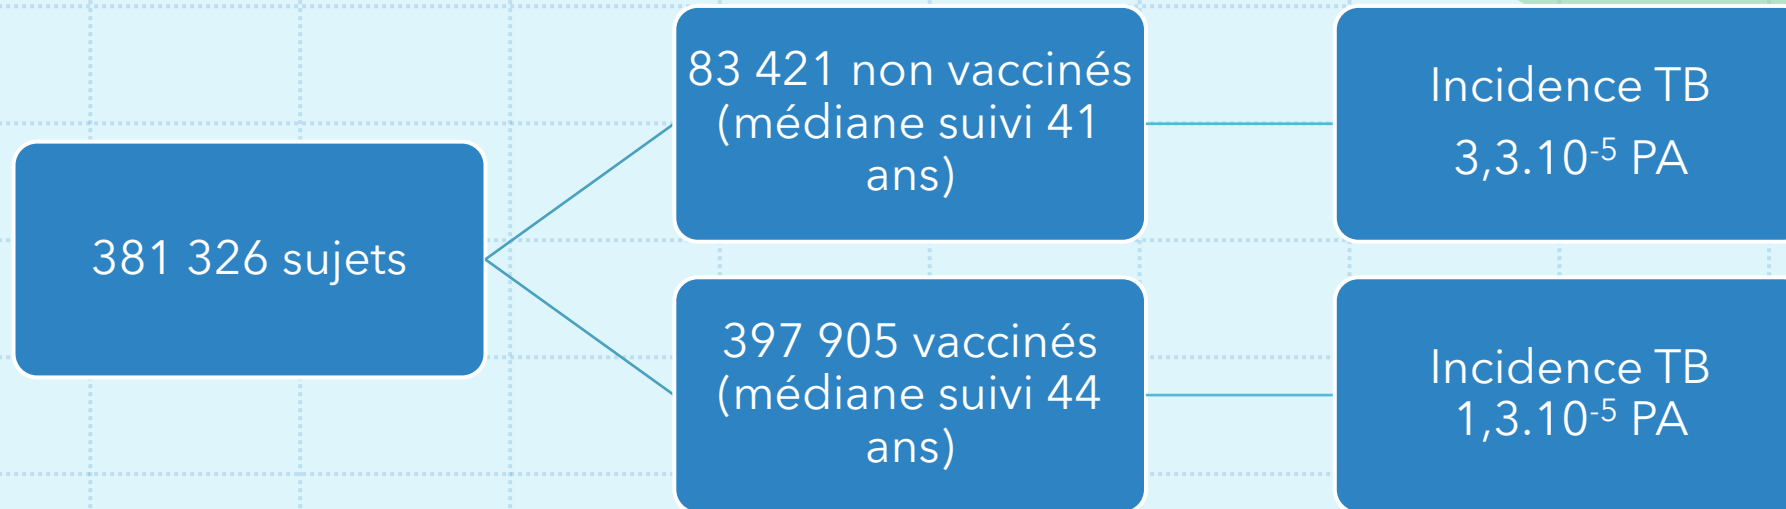 381 326 sujets
83 421 non vaccinés
(médiane suivi 41
ans)
Incidence TB
3,3.10⁻⁵ PA
397 905 vaccinés
(médiane suivi 44
ans)
Incidence TB
1,3.10⁻⁵ PA